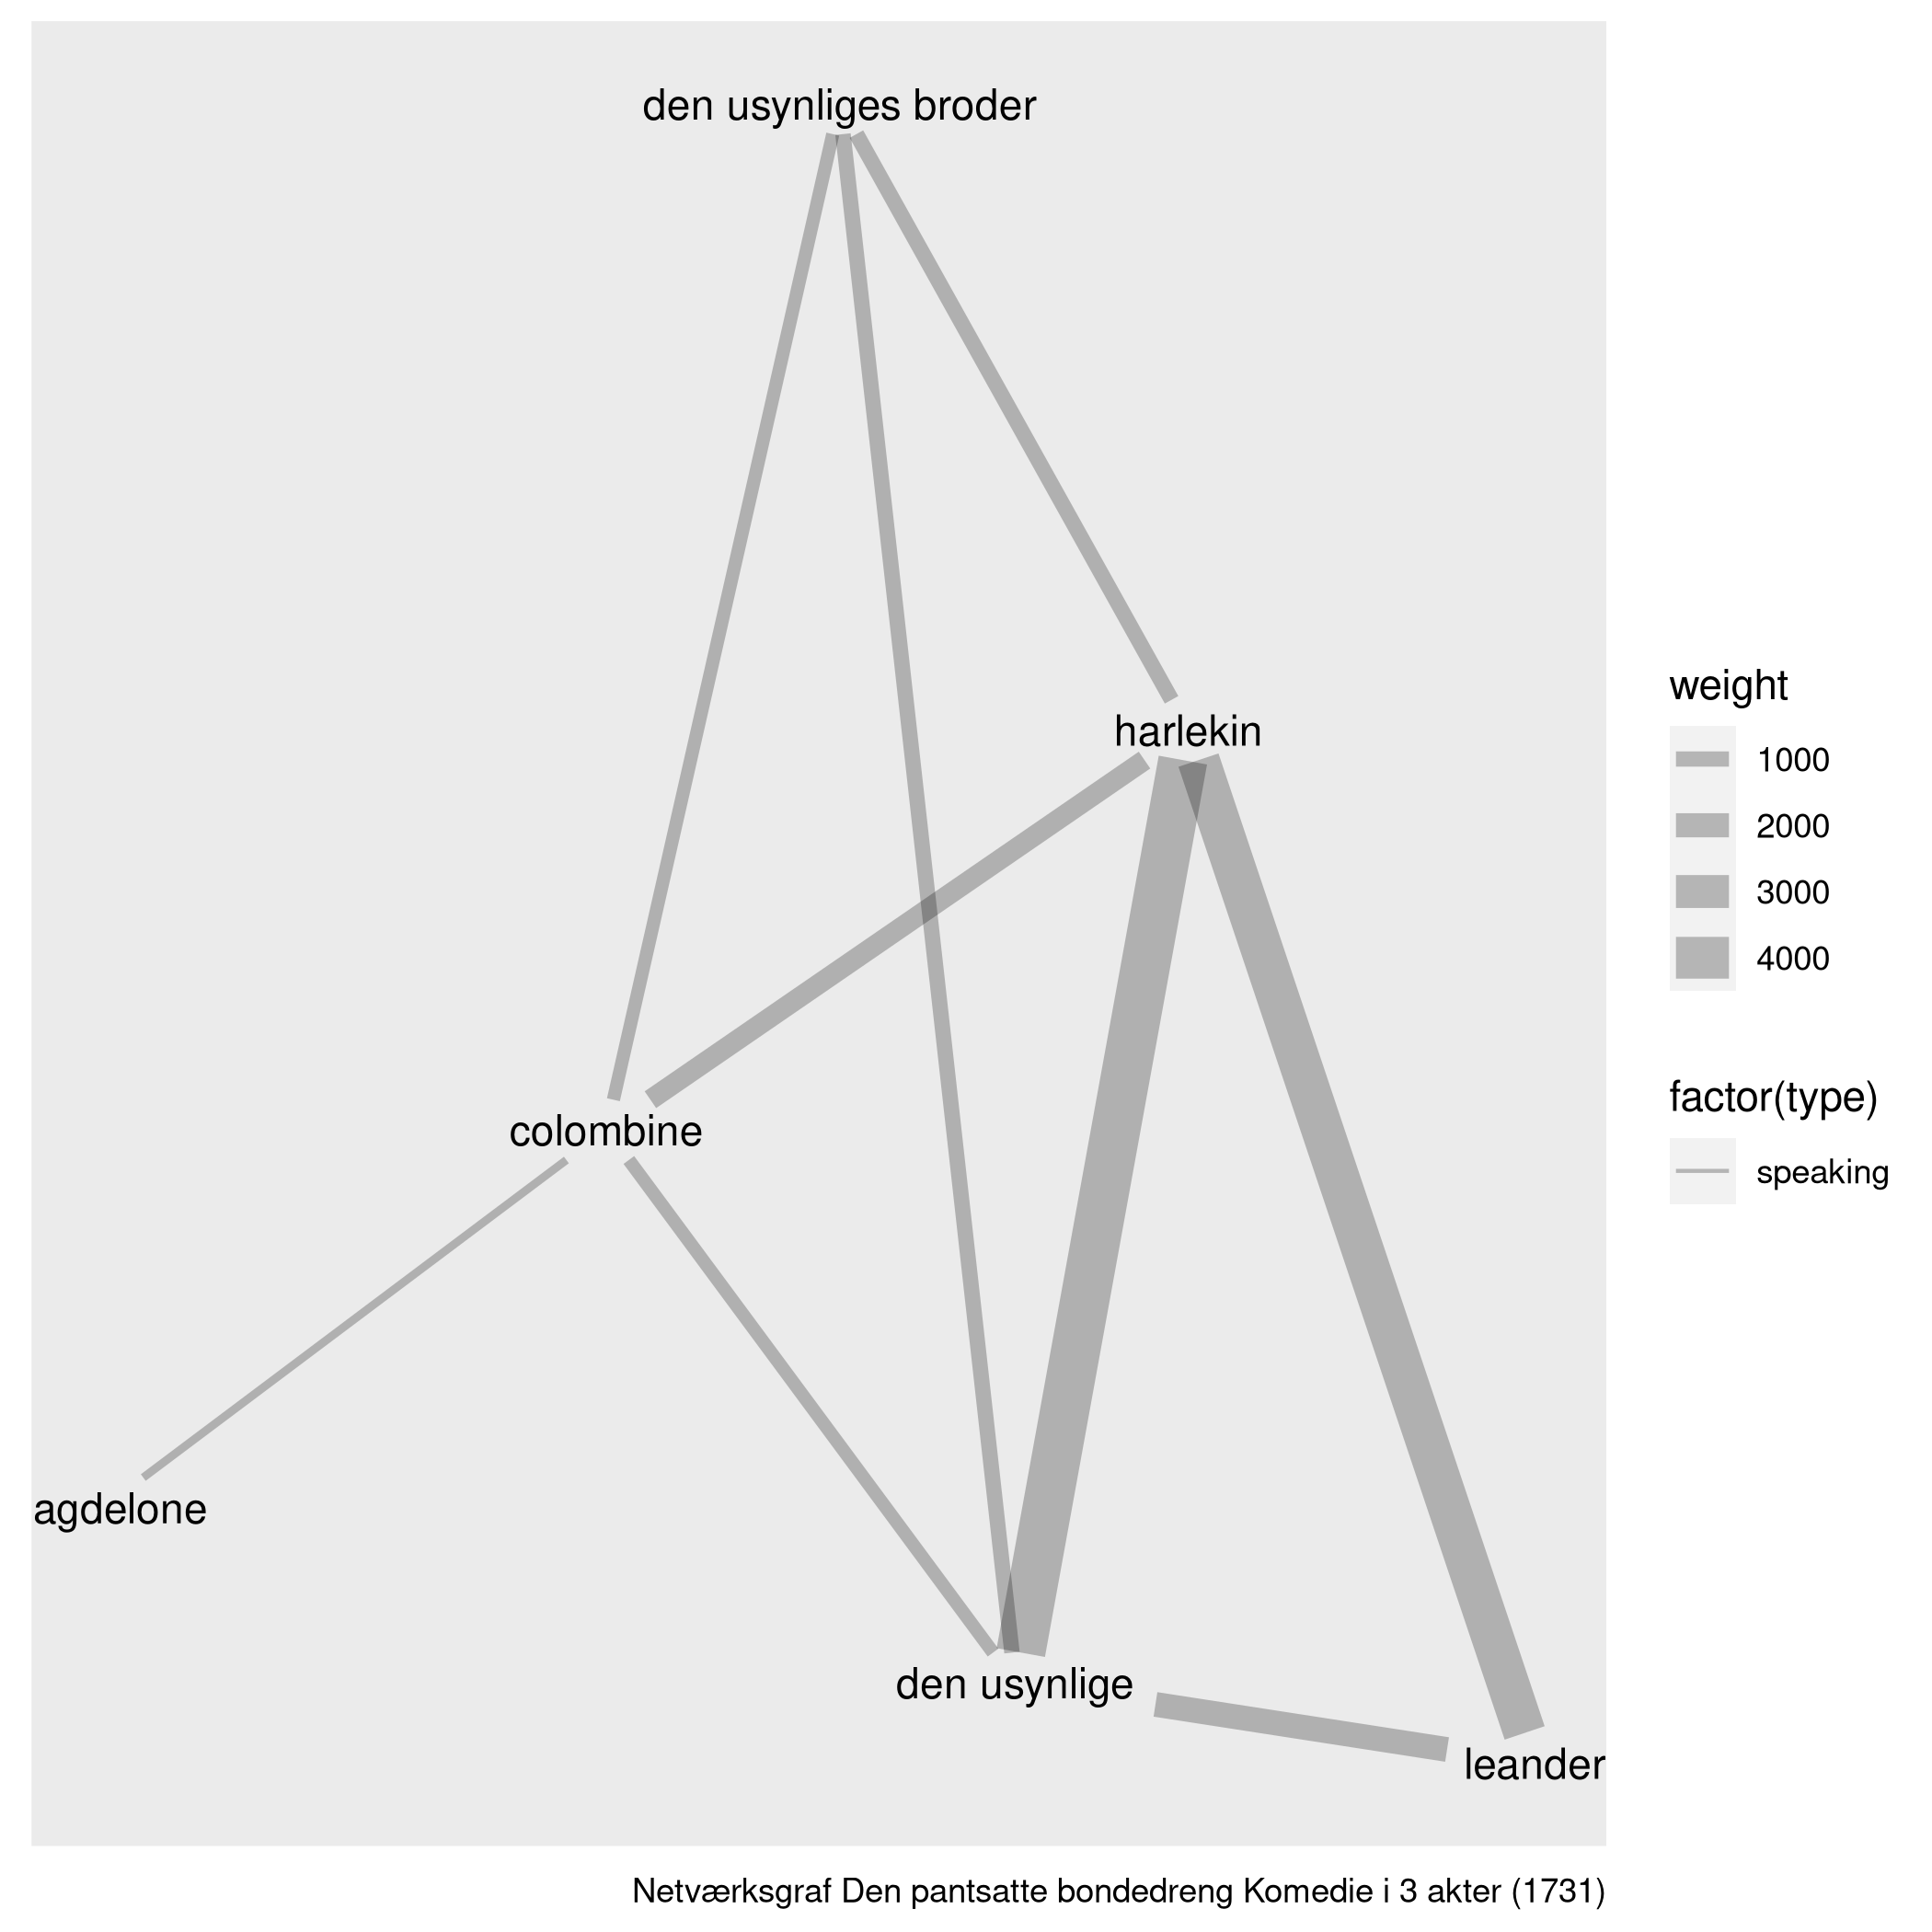 den usynliges broder
harlekin
colombine
agdelone
den usynlige
leander
weight
1000
2000
3000
4000
factor(type)
speaking
Netværksgraf Den pantsatte bondedreng Komedie i 3 akter (1731)